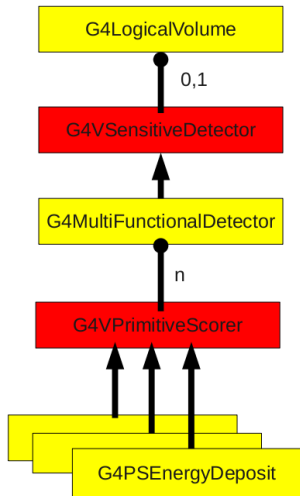 G4LogicalVolume
0,1
G4VSensitiveDetector
G4MultiFunctionalDetector
n
G4VPrimitiveScorer
G4PSEnergyDeposit